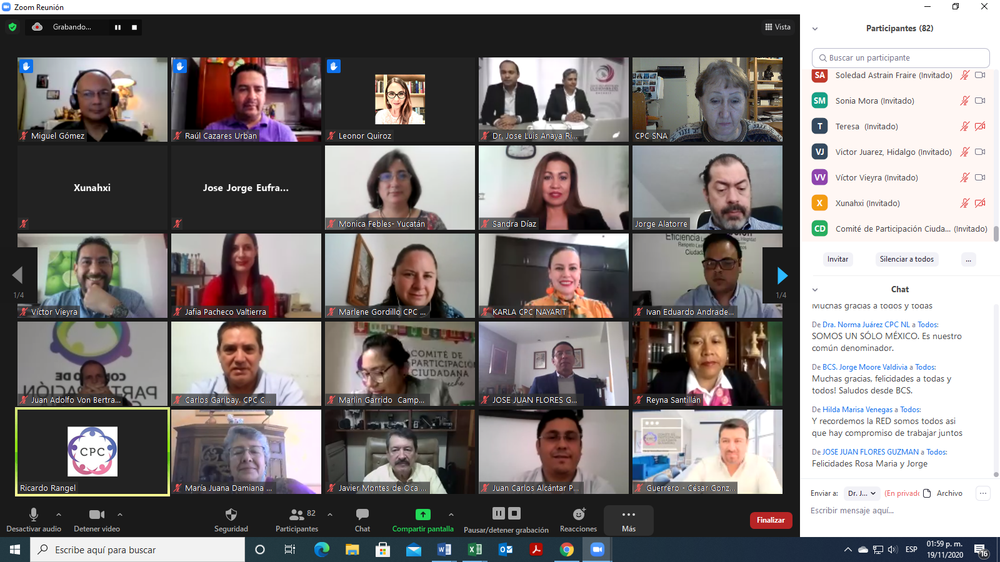 Zoom Reunión
Grabando...
Vista
Miguel Gómez
Raúl Cazares Urban
Leonor Quiroz
Dr. Jose Luis Anaya Ri...
CPC SNA
Xunahxi
Jose Jorge Eufra...
Monica Febles- Yucatán
Sandra Díaz
Jorge Alatorre
Eficiencia
Integridad
Respeto
Ciuda
1/4
Víctor Vieyra
Jafia Pacheco Valtierra
Marlene Gordillo CPC ...
KARLA CPC NAYARIT
Ivan Eduardo Andrade...
1/4
COMITÉ DE
PARTICIPACIÓN
CIUDADANA
eche
Juan Adolfo Von Bertra...
Carlos Garibay. CPC C...
Marlin Garrido Camp...
JOSE JUAN FLORES G...
Reyna Santillán
CPC
Ricardo Rangel
María Juana Damiana ...
Javier Montes de Oca ...
Juan Carlos Alcántar P...
Guerrero - César Gonz...
Participantes (82)
Buscar un participante
SA Soledad Astrain Fraire (Invitado)
SM Sonia Mora (Invitado)
T Teresa (Invitado)
VJ Victor Juarez, Hidalgo (Invitado)
VV Víctor Vieyra (Invitado)
X Xunahxi (Invitado)
CD Comité de Participación Ciuda... (Invitado)
Invitar
Silenciar a todos
...
Chat
Muchas gracias a todos y todas
De Dra. Norma Juárez CPC NL a Todos:
SOMOS UN SÓLO MÉXICO. Es nuestro
común denominador.
De BCS. Jorge Moore Valdivia a Todos:
Muchas gracias, felicidades a todas y
todos! Saludos desde BCS.
De Hilda Marisa Venegas a Todos:
Y recordemos la RED somos todos asi
que hay compromiso de trabajar juntos
De JOSE JUAN FLORES GUZMAN a Todos:
Felicidades Rosa Maria y Jorge
Enviar a: Dr. J... (En privado Archivo ...
Escribir mensaje aquí...
Desactivar audio
Detener video
Seguridad
82
Participantes
Chat
Compartir pantalla
Pausar/detener grabación
Reacciones
Más
Finalizar
Escribe aquí para buscar
ESP
01:59 p. m.
19/11/2020
16